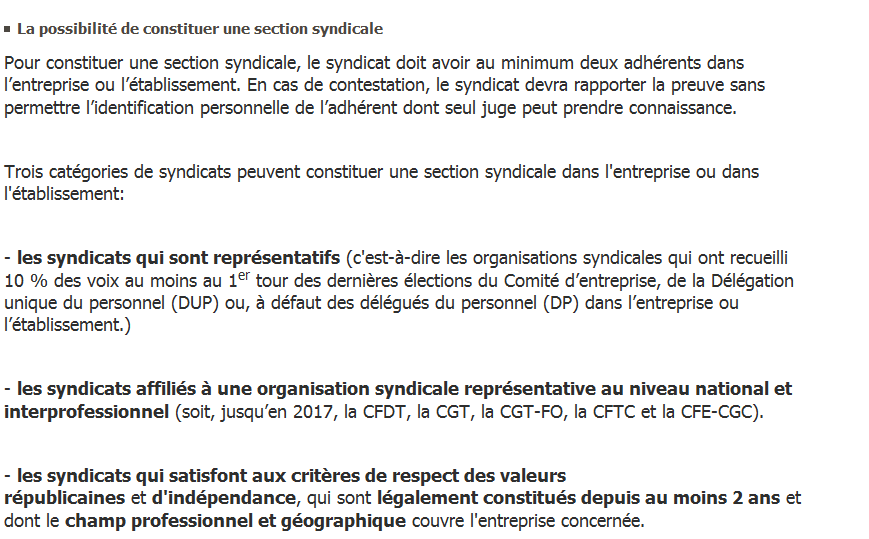 ▪ La possibilité de constituer une section syndicale
Pour constituer une section syndicale, le syndicat doit avoir au minimum deux adhérents dans
l’entreprise ou l’établissement. En cas de contestation, le syndicat devra rapporter la preuve sans
permettre l’identification personnelle de l’adhérent dont seul juge peut prendre connaissance.
Trois catégories de syndicats peuvent constituer une section syndicale dans l'entreprise ou dans
l'établissement:
- les syndicats qui sont représentatifs (c'est-à-dire les organisations syndicales qui ont recueilli
10 % des voix au moins au 1er tour des dernières élections du Comité d’entreprise, de la Délégation
unique du personnel (DUP) ou, à défaut des délégués du personnel (DP) dans l’entreprise ou
l’établissement.)
- les syndicats affiliés à une organisation syndicale représentative au niveau national et
interprofessionnel (soit, jusqu’en 2017, la CFDT, la CGT, la CGT-FO, la CFTC et la CFE-CGC).
- les syndicats qui satisfont aux critères de respect des valeurs
républicaines et d'indépendance, qui sont légalement constitués depuis au moins 2 ans et
dont le champ professionnel et géographique couvre l'entreprise concernée.